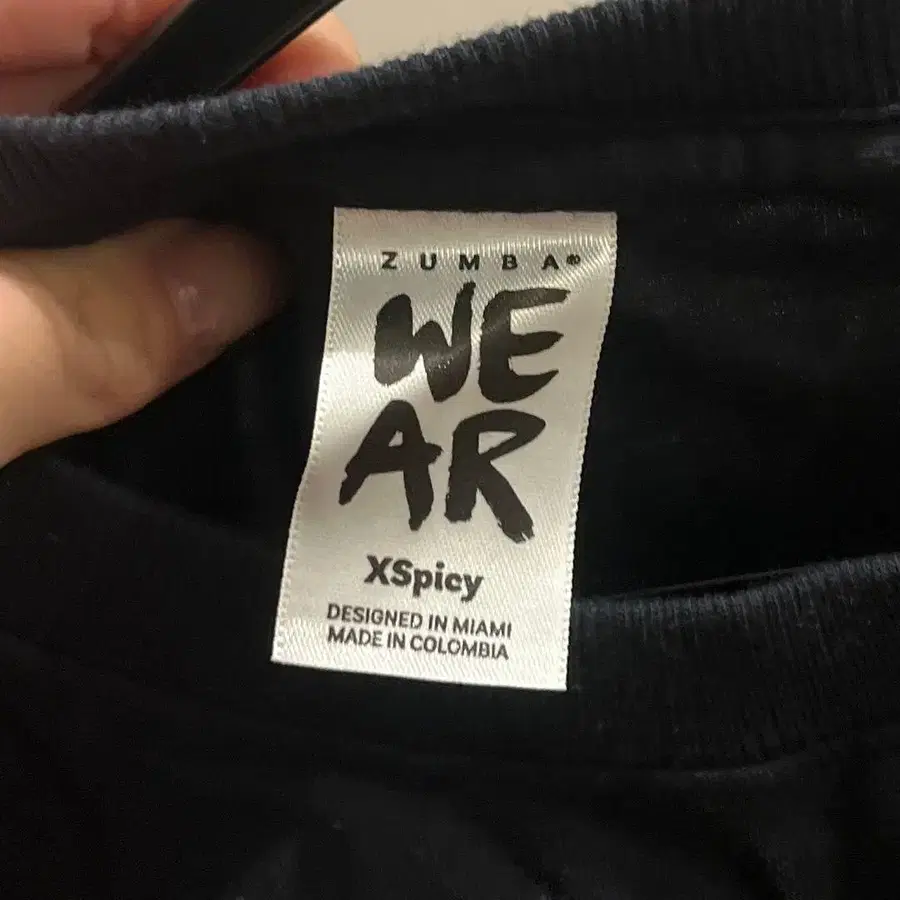 ZUMBA®
WE
AR
XSpicy
DESIGNED IN MIAMI
MADE IN COLOMBIA